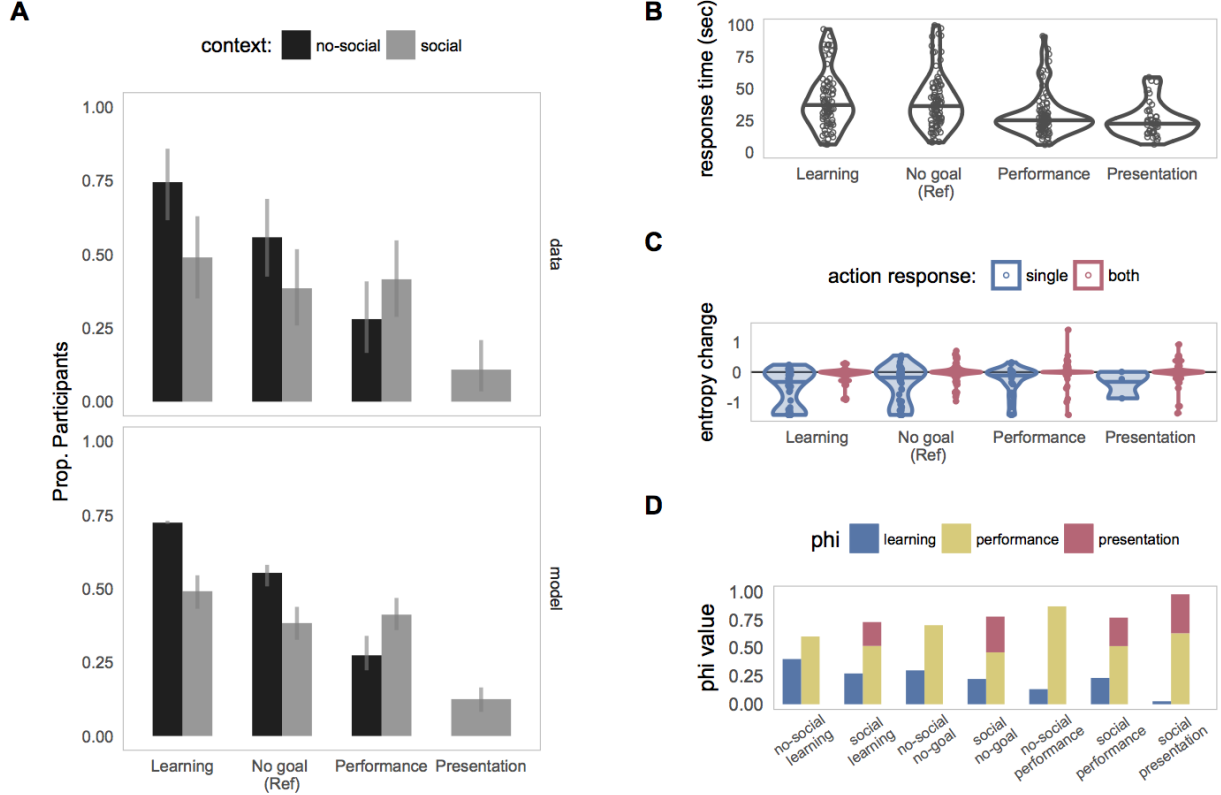 A
context: no-social social
Prop. Participants
1.00
0.75
0.50
0.25
0.00
data
1.00
0.75
0.50
0.25
0.00
model
Learning No goal (Ref) Performance Presentation
B
response time (sec)
100
75
50
25
0
Learning No goal (Ref) Performance Presentation
C
action response: single both
entropy change
1
0
-1
Learning No goal (Ref) Performance Presentation
D
phi learning performance presentation
phi value
1.00
0.75
0.50
0.25
0.00
no-social learning
social learning
no-social no-goal
social no-goal
no-social performance
social performance
social presentation